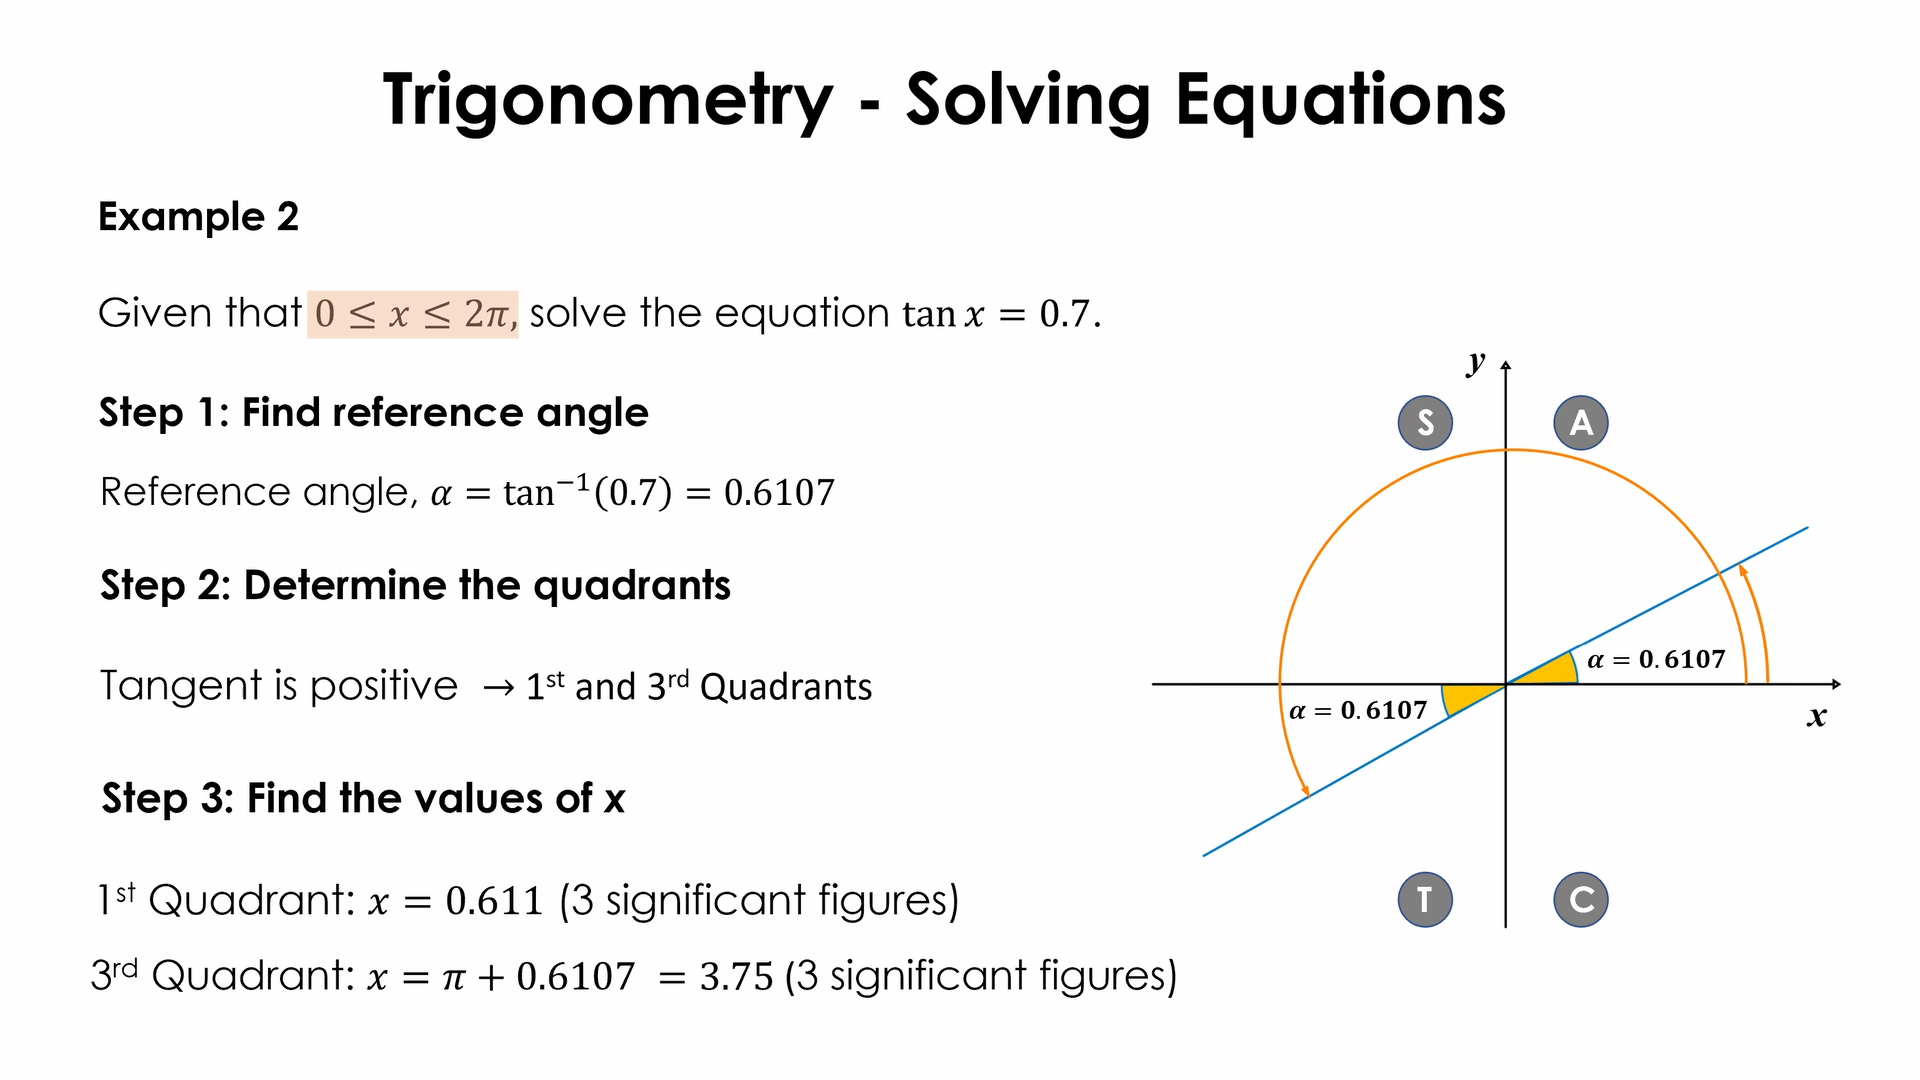 Trigonometry - Solving Equations
Example 2
Given that 0 ≤ x ≤ 2π, solve the equation tan x = 0.7.
Step 1: Find reference angle
Reference angle, α = tan⁻¹(0.7) = 0.6107
Step 2: Determine the quadrants
Tangent is positive → 1st and 3rd Quadrants
Step 3: Find the values of x
1st Quadrant: x = 0.611 (3 significant figures)
3rd Quadrant: x = π + 0.6107 = 3.75 (3 significant figures)
y
S A
α = 0.6107
α = 0.6107
x
T C